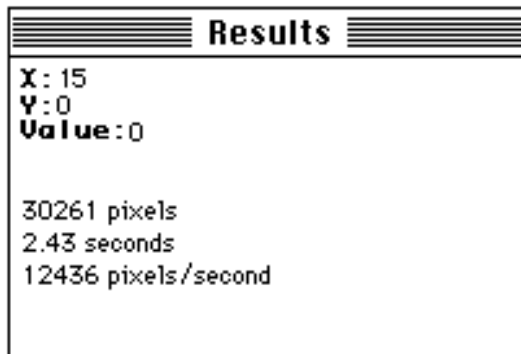 Results
X: 15
Y:0
Value:0
30261 pixels
2.43 seconds
12436 pixels/second